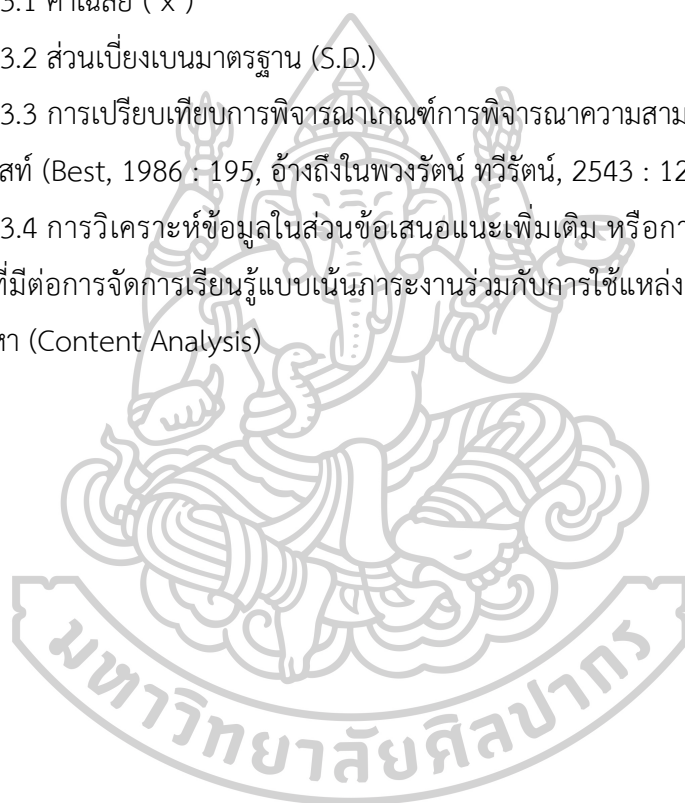 3.1 ค่าเฉลี่ย ( x )
3.2 ส่วนเบี่ยงเบนมาตรฐาน (S.D.)
3.3 การเปรียบเทียบการพิจารณาเกณฑ์การพิจารณาความสาม
สท์ (Best, 1986 : 195, อ้างถึงในพวงรัตน์ ทวีรัตน์, 2543 : 12
3.4 การวิเคราะห์ข้อมูลในส่วนข้อเสนอแนะเพิ่มเติม หรือกา
ที่มีต่อการจัดการเรียนรู้แบบเน้นภาระงานร่วมกับการใช้แหล่ง
หา (Content Analysis)
มหาวิทยาลัยศิลปากร